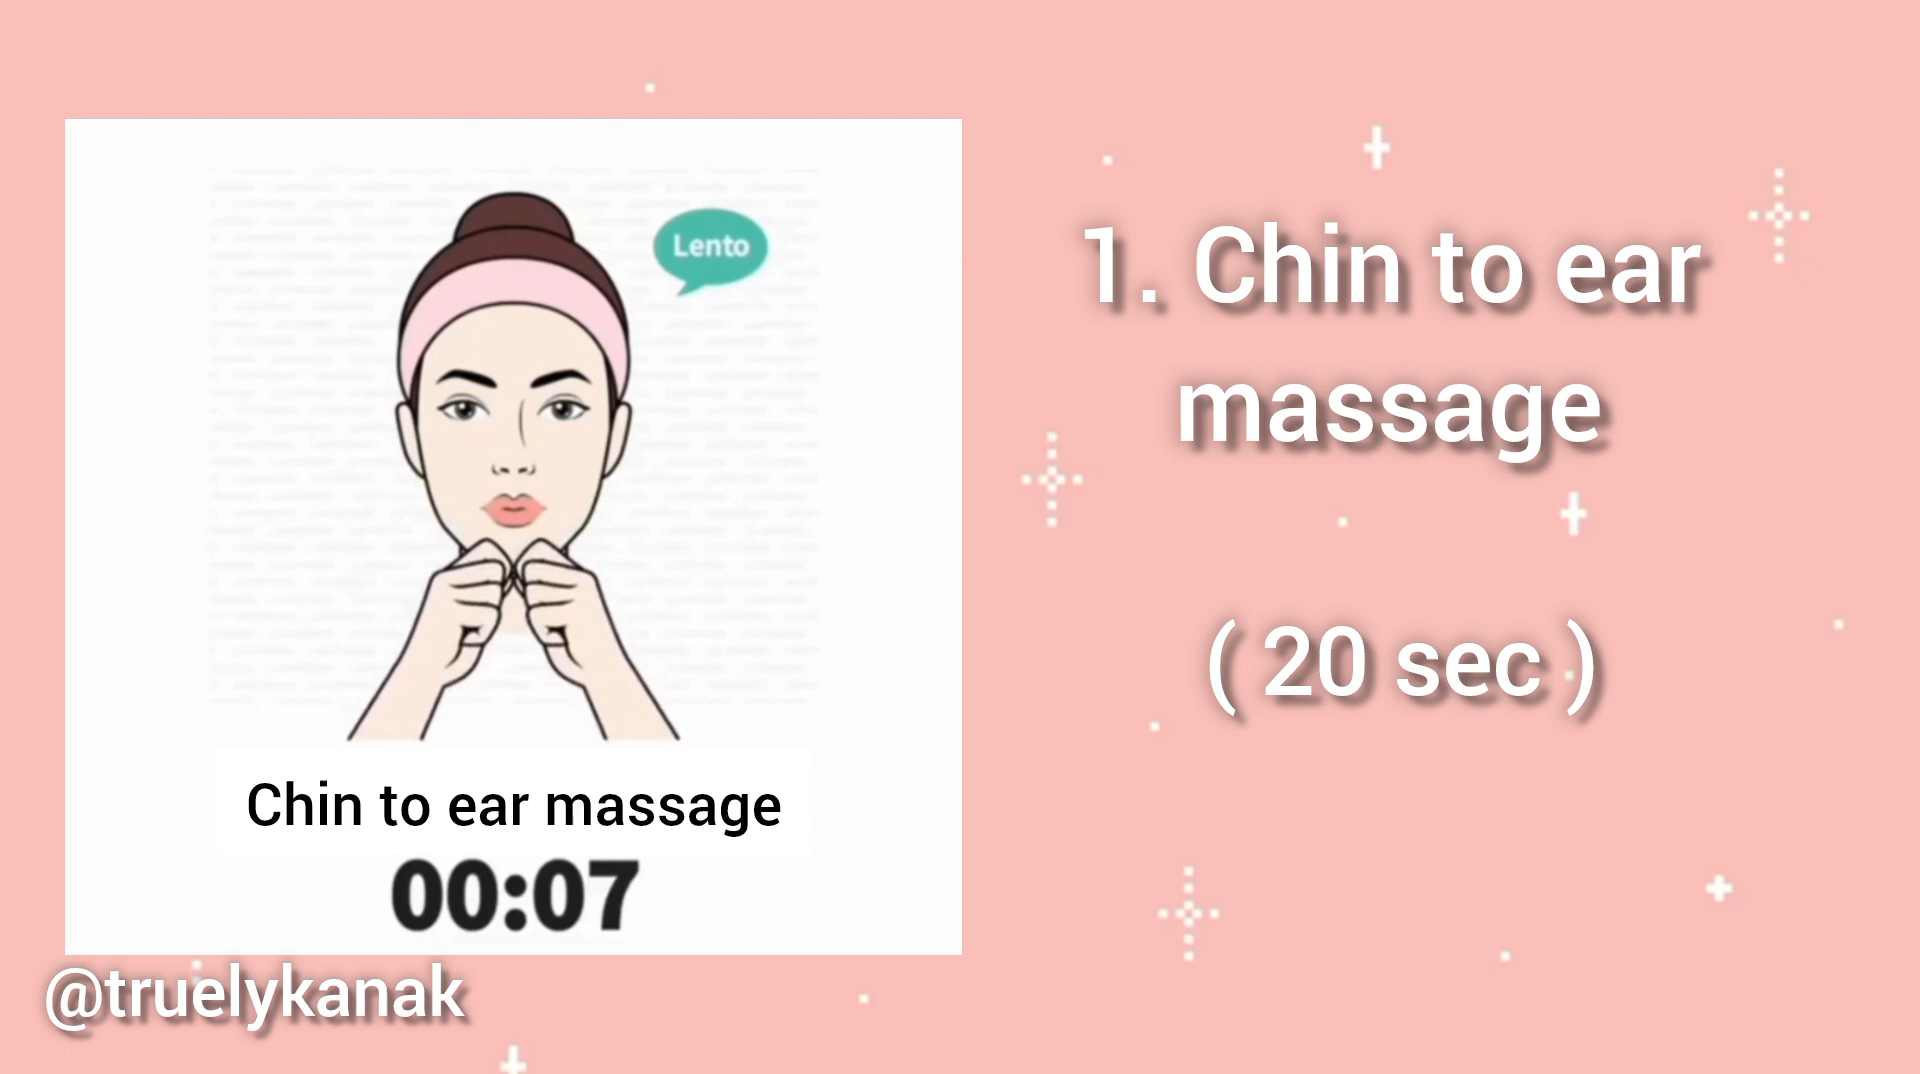 Lento
Chin to ear massage
00:07
@truelykanak
1. Chin to ear
massage
( 20 sec )